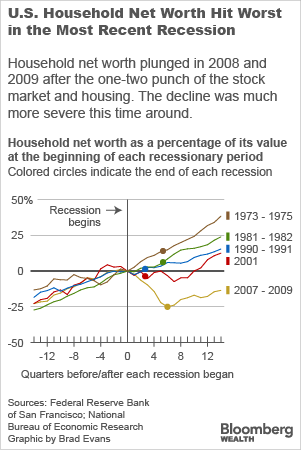 U.S. Household Net Worth Hit Worst
in the Most Recent Recession
Household net worth plunged in 2008 and
2009 after the one-two punch of the stock
market and housing. The decline was much
more severe this time around.
Household net worth as a percentage of its value
at the beginning of each recessionary period
Colored circles indicate the end of each recession
50%
25
0
-25
-50
Recession
begins
1973 - 1975
1981 - 1982
1990 - 1991
2001
2007 - 2009
-12 -8 -4 0 4 8 12
Quarters before/after each recession began
Sources: Federal Reserve Bank
of San Francisco; National
Bureau of Economic Research
Graphic by Brad Evans
Bloomberg
WEALTH